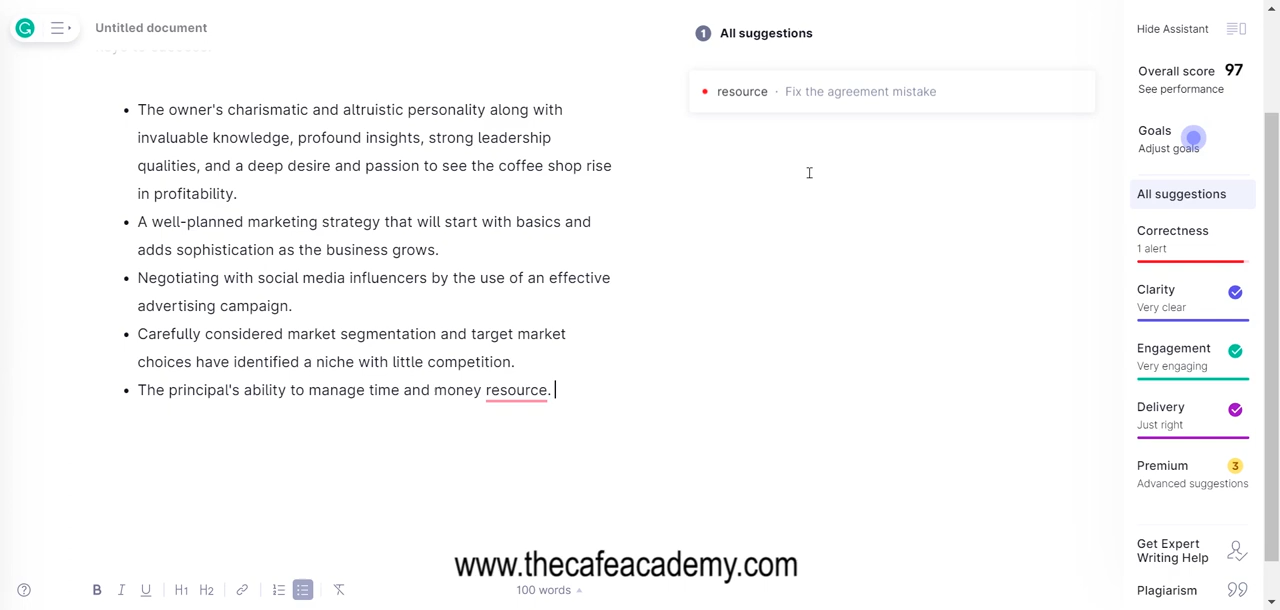 Untitled document
The owner's charismatic and altruistic personality along with
invaluable knowledge, profound insights, strong leadership
qualities, and a deep desire and passion to see the coffee shop rise
in profitability.
A well-planned marketing strategy that will start with basics and
adds sophistication as the business grows.
Negotiating with social media influencers by the use of an effective
advertising campaign.
Carefully considered market segmentation and target market
choices have identified a niche with little competition.
The principal's ability to manage time and money resource.
B I U H1 H2
100 words
1 All suggestions
resource · Fix the agreement mistake
Hide Assistant
Overall score 97
See performance
Goals
Adjust goals
All suggestions
Correctness
1 alert
Clarity
Very clear
Engagement
Very engaging
Delivery
Just right
Premium 3
Advanced suggestions
Get Expert
Writing Help
Plagiarism
www.thecafeacademy.com